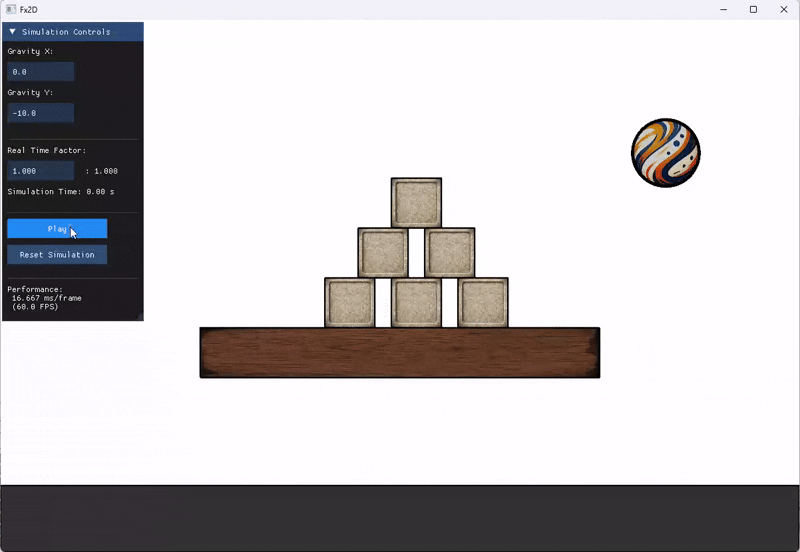 Fx2D
Simulation Controls
Gravity X:
0.0
Gravity Y:
-10.0
Real Time Factor:
1.000 : 1.000
Simulation Time: 0.00 s
Play
Reset Simulation
Performance:
16.667 ms/frame
(60.0 FPS)